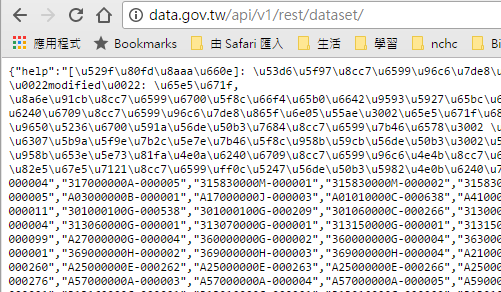 data.gov.tw/api/v1/rest/dataset/
應用程式 Bookmarks 由 Safari 匯入 生活 學習 nchc Bi
{"help":"[\u529f\u80fd\u8aaa\u660e]: \u53d6\u5f97\u8cc7\u6599\u96c6\u7de8\u
\u0022modified\u0022: \u65e5\u671f,
\u8a6e\u91cb\u8cc7\u6599\u6700\u5f8c\u66f4\u65b0\u6642\u9593\u5927\u65bc\u
6240\u6709\u8cc7\u6599\u96c6\u7de8\u865f\u6e05\u55ae\u3002\u65e5\u671f\u68
\u9650\u5236\u6700\u591a\u56de\u50b3\u7684\u8cc7\u6599\u7b46\u6578\u3002 \
\u6307\u5b9a\u5f9e\u7b2c\u5e7e\u7b46\u5f8c\u958b\u59cb\u56de\u50b3\u3002\u5
\u958b\u653e\u5e73\u81fa\u4e0a\u6240\u6709\u8cc7\u6599\u96c6\u4e4b\u8cc7\u
\u82e5\u67e5\u7121\u8cc7\u6599\uff0c\u5247\u56de\u50b3\u5982\u4e0b\u6240\u7
000004","317000000A-000005","315830000M-000001","315830000M-000002","31583
000005","A03000000B-000001","A17000000J-000003","A01010000C-000638","A4100
000011","301000100G-000538","301000100G-000209","A01060000C-000266","31300
000004","313060000G-000001","313070000G-000001","313150000G-000001","31315
000099","A27000000G-000004","360000000G-000002","360000000G-000004","36300
000001","369000000H-000002","369000000H-000003","369000000H-000004","A2100
000260","A25000000E-000262","A25000000E-000263","A25000000E-000266","A2500
000276","A57000000A-000003","A57000000A-000004","A57000000A-000005","A5900